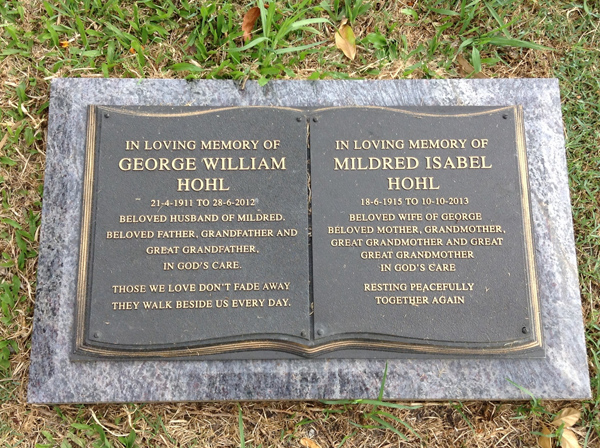 IN LOVING MEMORY OF
GEORGE WILLIAM
HOHL
21-4-1911 TO 28-6-2012
BELOVED HUSBAND OF MILDRED.
BELOVED FATHER, GRANDFATHER AND
GREAT GRANDFATHER,
IN GOD'S CARE.
THOSE WE LOVE DON'T FADE AWAY
THEY WALK BESIDE US EVERY DAY.
IN LOVING MEMORY OF
MILDRED ISABEL
HOHL
18-6-1915 TO 10-10-2013
BELOVED WIFE OF GEORGE
BELOVED MOTHER, GRANDMOTHER,
GREAT GRANDMOTHER AND GREAT
GREAT GRANDMOTHER
IN GOD'S CARE
RESTING PEACEFULLY
TOGETHER AGAIN